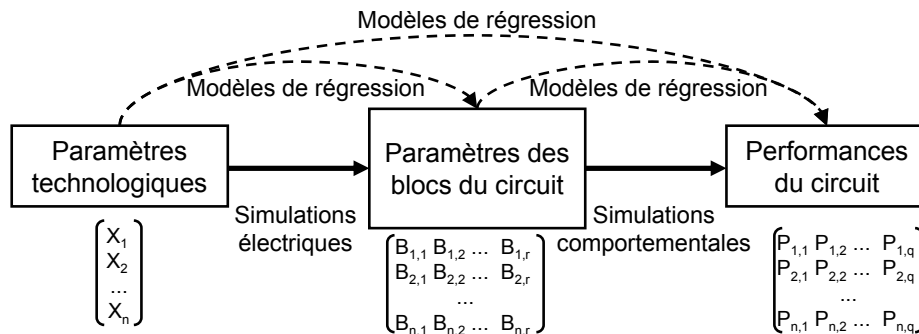 Modèles de régression
Modèles de régression
Modèles de régression
Paramètres
technologiques
Paramètres des
blocs du circuit
Performances
du circuit
Simulations
électriques
Simulations
comportementales
X1
X2
...
Xn
B1,1 B1,2 ... B1,r
B2,1 B2,2 ... B2,r
...
Bn,1 Bn,2 ... Bn,r
P1,1 P1,2 ... P1,q
P2,1 P2,2 ... P2,q
...
Pn,1 Pn,2 ... Pn,q